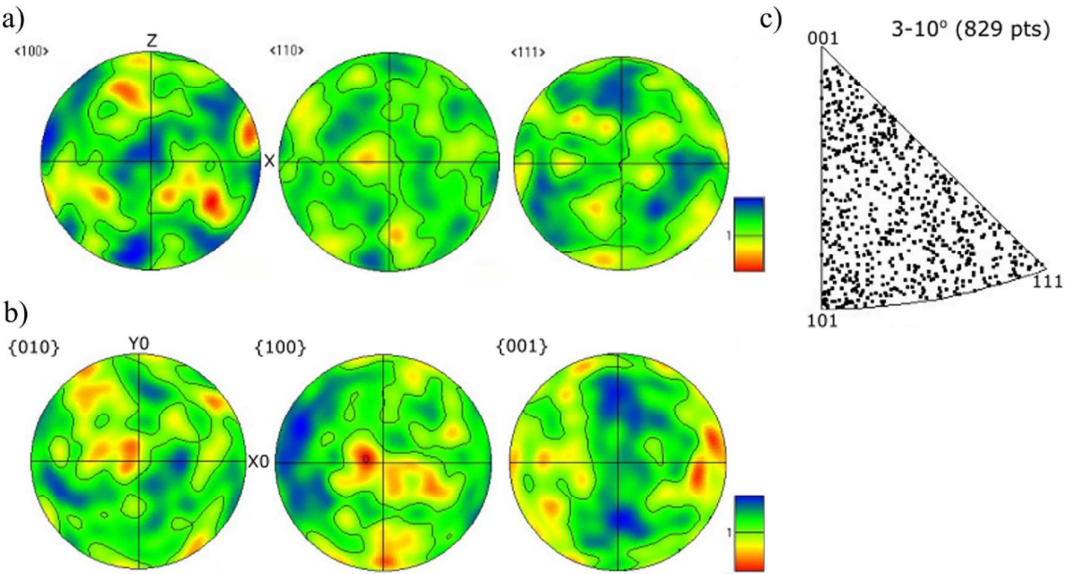 a)
<100>
Z
<110>
<111>
X
1
c)
3-10° (829 pts)
001
101
111
b)
{010}
Y0
{100}
{001}
X0
1